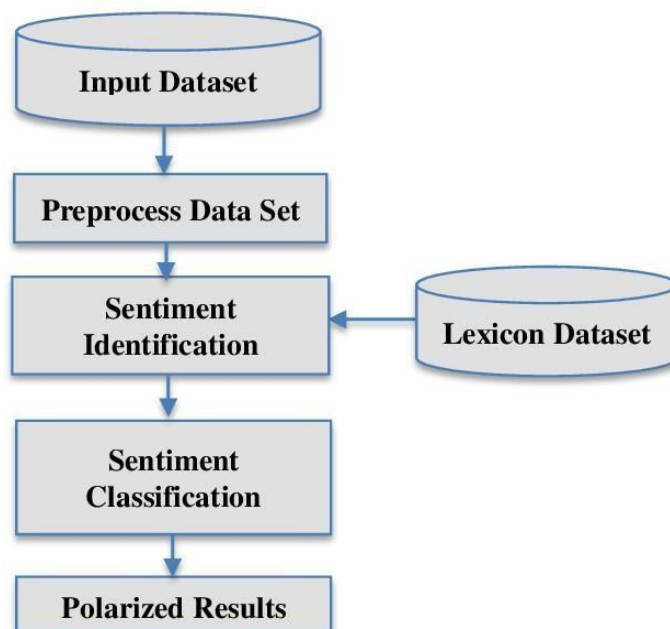 Input Dataset
Preprocess Data Set
Sentiment
Identification
Lexicon Dataset
Sentiment
Classification
Polarized Results